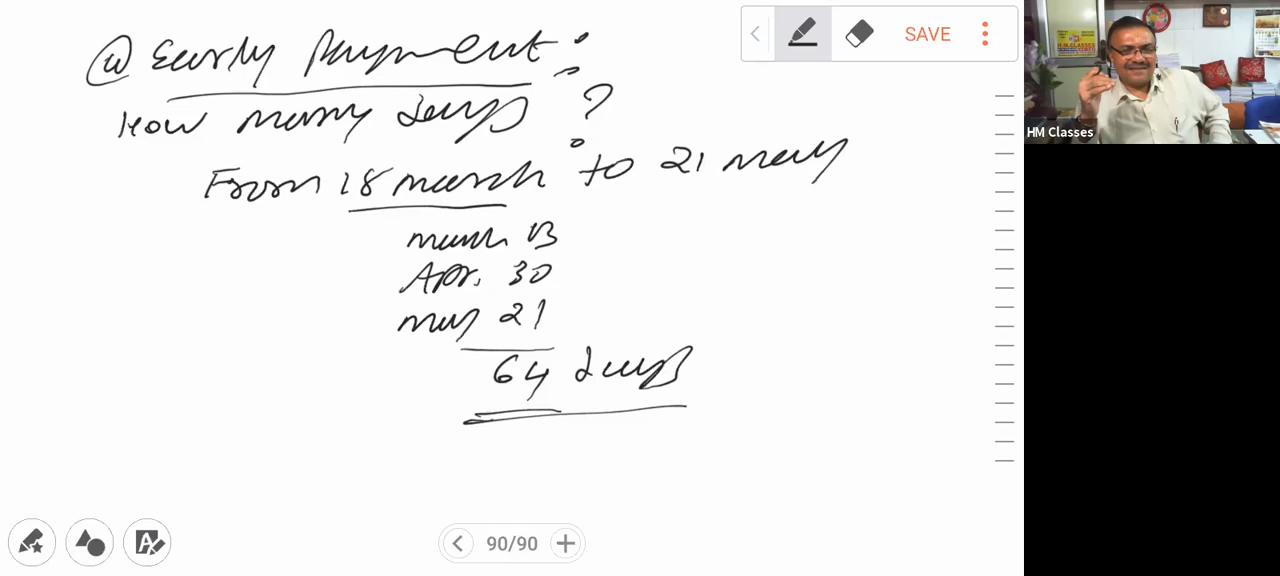 @ Early Payment:
How many days ?
From 18 march to 21 may
march 13
Apr. 30
may 21
64 days
SAVE
90/90
HM Classes